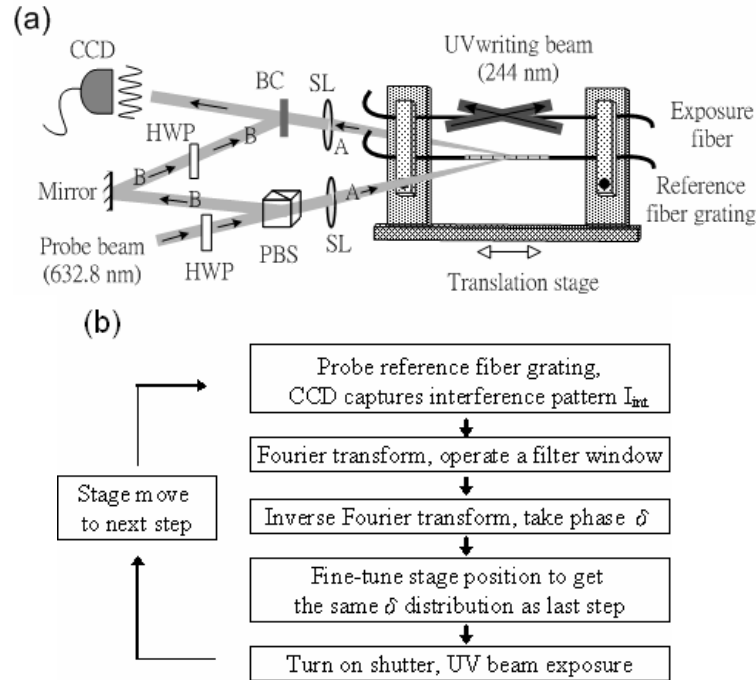 (a)
CCD
BC
SL
UV writing beam
(244 nm)
HWP
B
B
A
Exposure
fiber
Mirror
B
A
Reference
fiber grating
Probe beam
(632.8 nm)
HWP
PBS
SL
Translation stage
(b)
Probe reference fiber grating,
CCD captures interference pattern I_int
Fourier transform, operate a filter window
Stage move
to next step
Inverse Fourier transform, take phase δ
Fine-tune stage position to get
the same δ distribution as last step
Turn on shutter, UV beam exposure